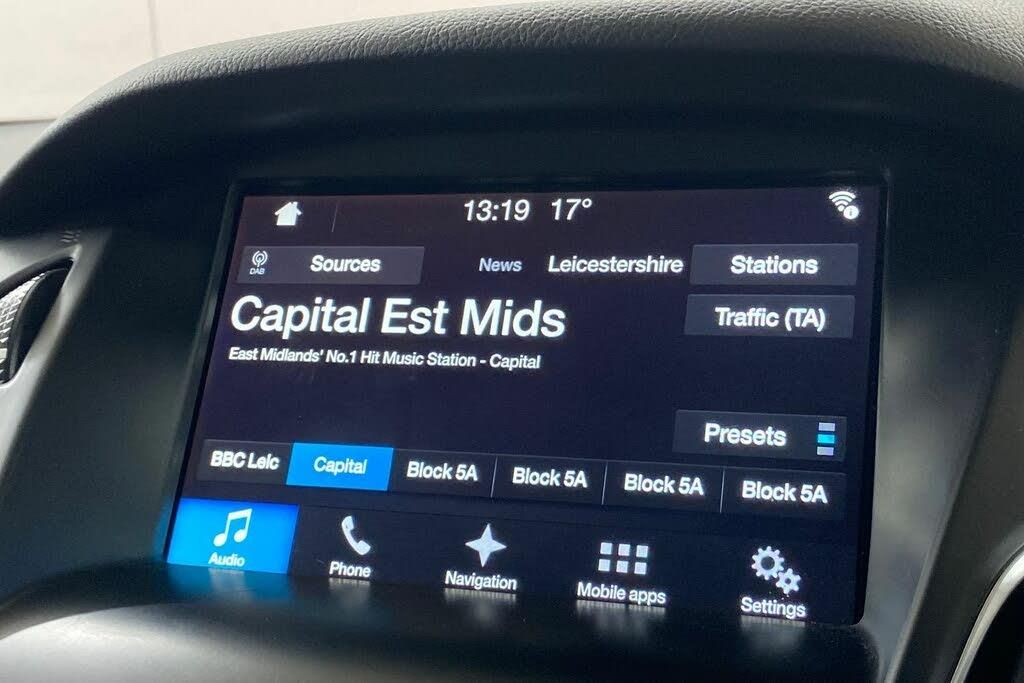 13:19 17°
DAB Sources News Leicestershire Stations
Capital Est Mids Traffic (TA)
East Midlands' No.1 Hit Music Station - Capital
Presets
BBC Leic Capital Block 5A Block 5A Block 5A Block 5A
Audio Phone Navigation Mobile apps Settings